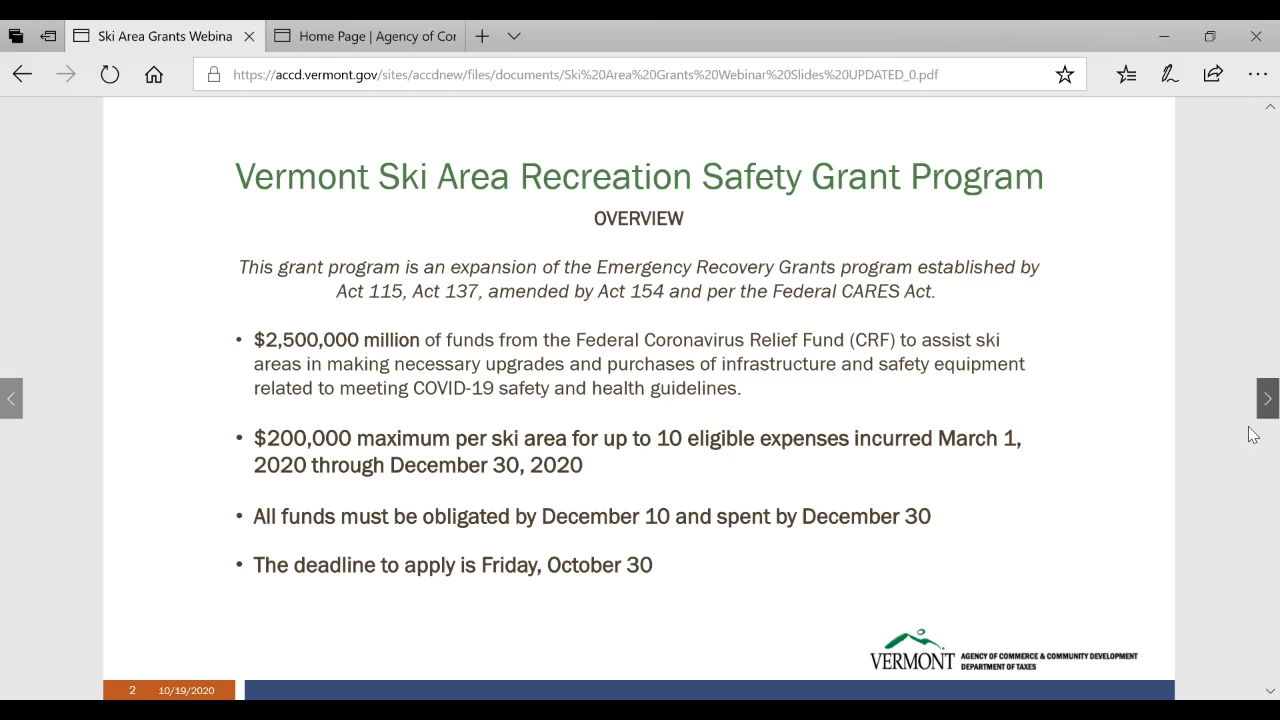 Ski Area Grants Webina
Home Page | Agency of Cor
https://accd.vermont.gov/sites/accdnew/files/documents/Ski%20Area%20Grants%20Webinar%20Slides%20UPDATED_0.pdf
Vermont Ski Area Recreation Safety Grant Program
OVERVIEW
This grant program is an expansion of the Emergency Recovery Grants program established by
Act 115, Act 137, amended by Act 154 and per the Federal CARES Act.
• $2,500,000 million of funds from the Federal Coronavirus Relief Fund (CRF) to assist ski
areas in making necessary upgrades and purchases of infrastructure and safety equipment
related to meeting COVID-19 safety and health guidelines.
• $200,000 maximum per ski area for up to 10 eligible expenses incurred March 1,
2020 through December 30, 2020
• All funds must be obligated by December 10 and spent by December 30
• The deadline to apply is Friday, October 30
VERMONT
AGENCY OF COMMERCE & COMMUNITY DEVELOPMENT
DEPARTMENT OF TAXES
2 10/19/2020